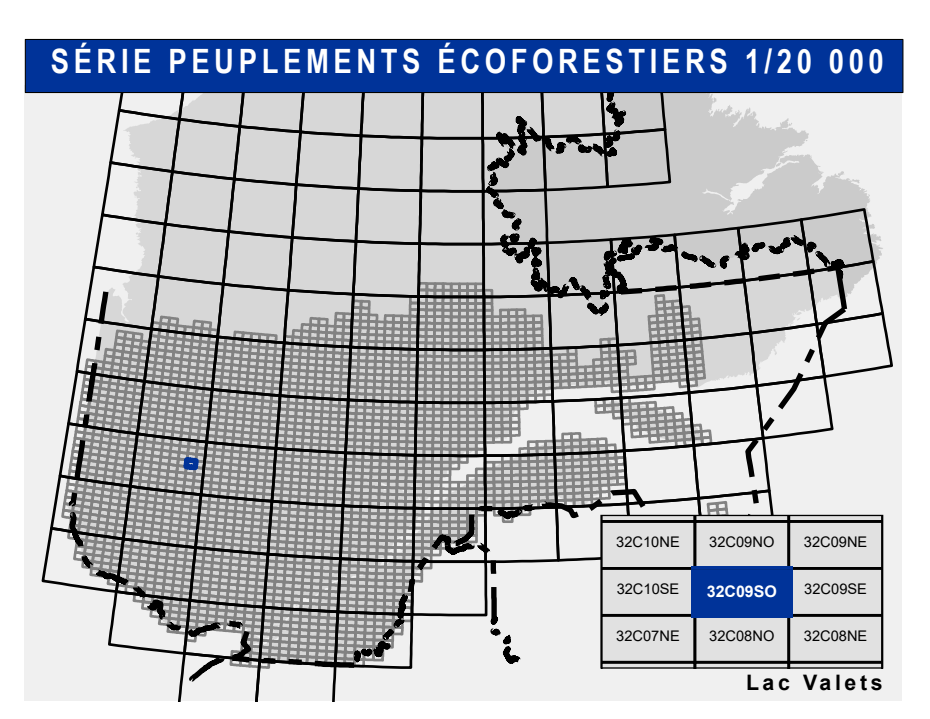 SÉRIE PEUPLEMENTS ÉCOFORESTIERS 1/20 000
32C10NE 32C09NO 32C09NE
32C10SE 32C09SO 32C09SE
32C07NE 32C08NO 32C08NE
Lac Valets